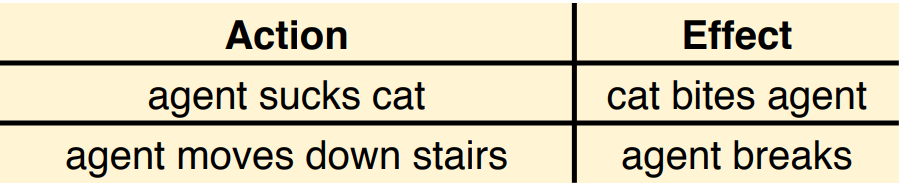 Action Effect
agent sucks cat cat bites agent
agent moves down stairs agent breaks